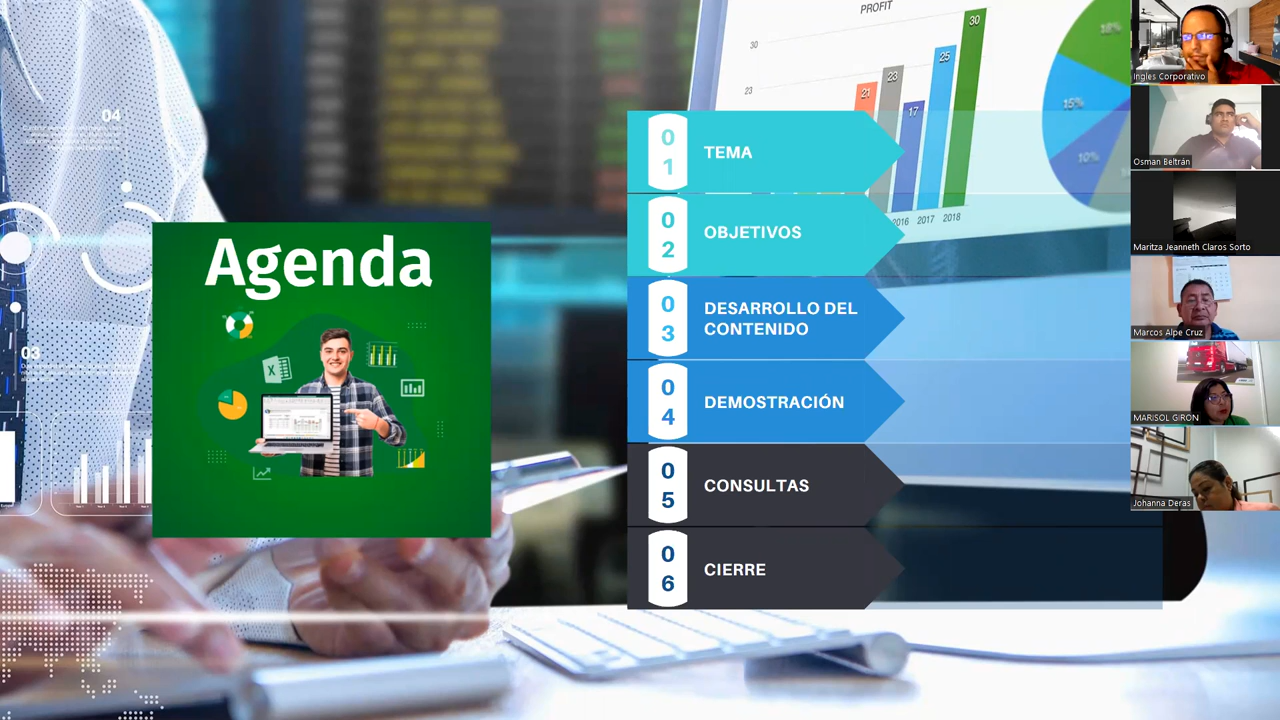 Agenda
X
01
TEMA
02
OBJETIVOS
03
DESARROLLO DEL
CONTENIDO
04
DEMOSTRACIÓN
05
CONSULTAS
06
CIERRE
PROFIT
30
23
21
23
17
25
30
2016 2017 2018
15%
10%
04
03
Ingles Corporativo
Osman Beltrán
Maritza Jeanneth Claros Sorto
Marcos Alpe Cruz
MARISOL GIRON
Johanna Deras